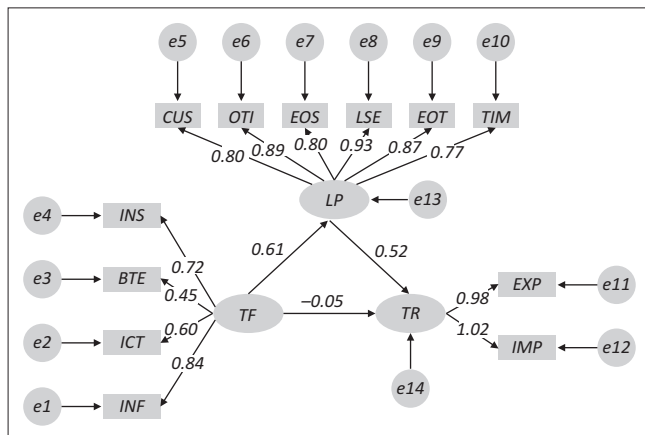 e5 e6 e7 e8 e9 e10
CUS OTI EOS LSE EOT TIM
0.80 0.89 0.80 0.93 0.87 0.77
LP e13
e4 INS
0.61 0.52
0.72
e3 BTE
0.45
EXP e11
0.98
TF –0.05 TR
0.60
1.02
e2 ICT
IMP e12
0.84
e14
e1 INF